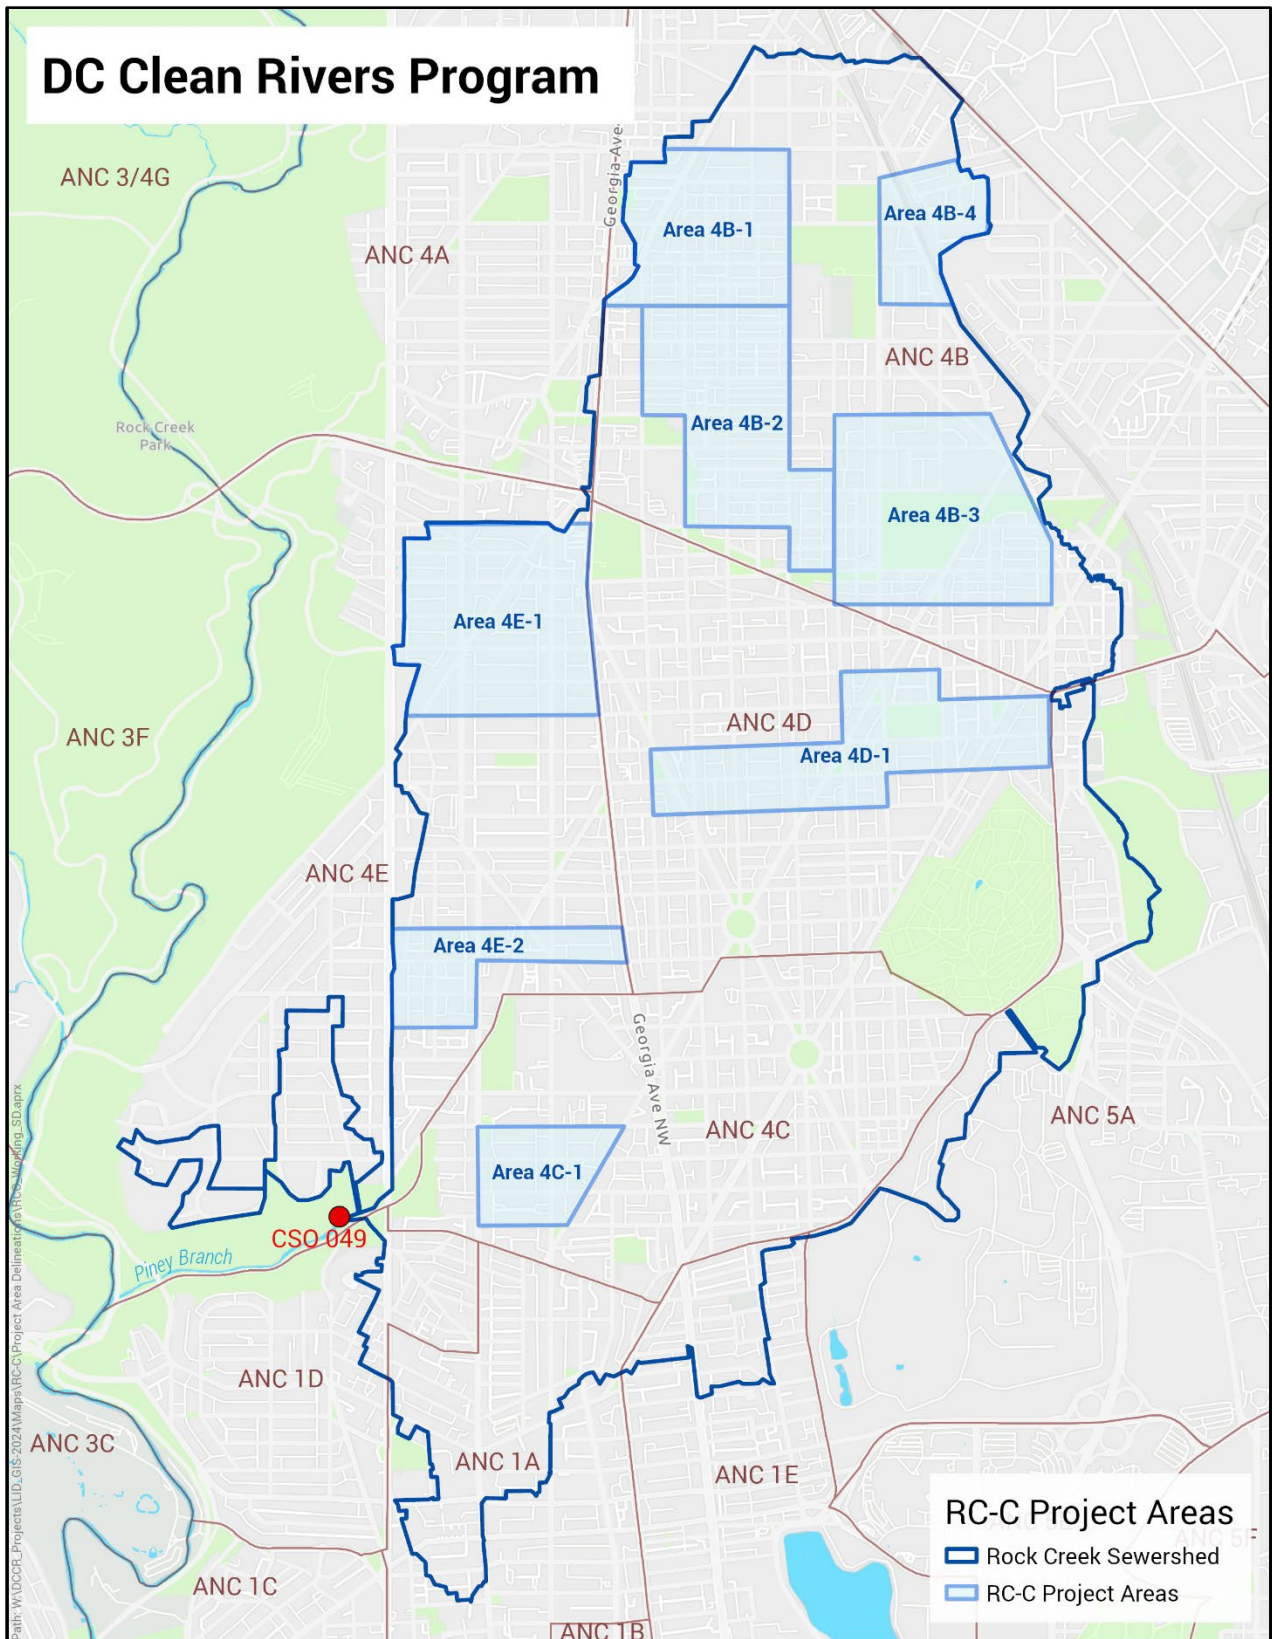 DC Clean Rivers Program
ANC 3/4G
Georgia Ave.
Area 4B-1
Area 4B-4
ANC 4A
ANC 4B
Rock Creek
Park
Area 4B-2
Area 4B-3
Area 4E-1
ANC 4D
ANC 3F
Area 4D-1
ANC 4E
Area 4E-2
Georgia Ave NW
ANC 5A
ANC 4C
Area 4C-1
CSO 049
Piney Branch
ANC 1D
ANC 3C
ANC 1A
ANC 1E
RC-C Project Areas
Rock Creek Sewershed
ANC 5F
RC-C Project Areas
ANC 1C
ANC 1B